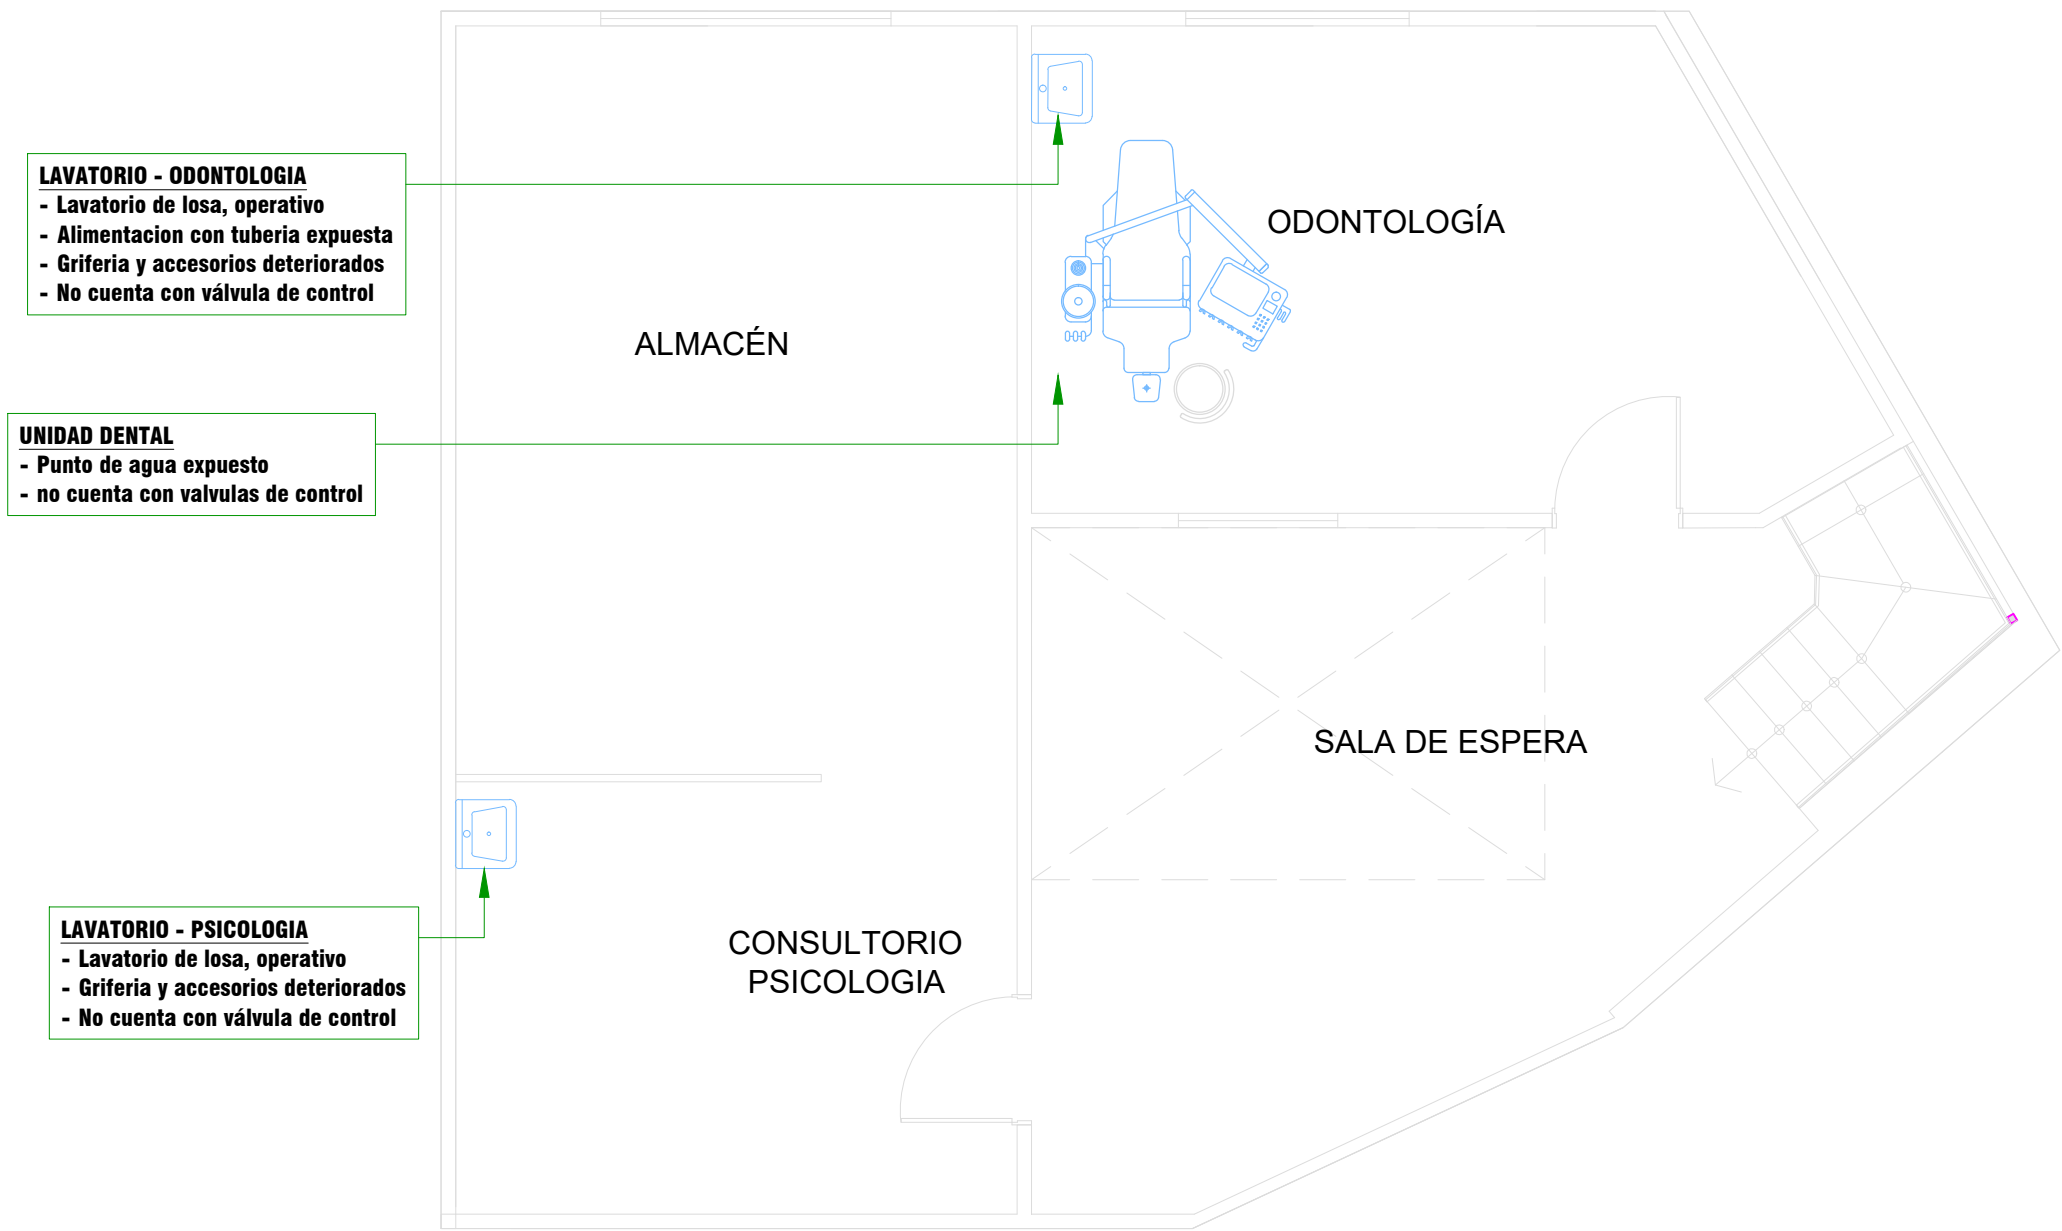 LAVATORIO - ODONTOLOGIA
- Lavatorio de losa, operativo
- Alimentacion con tuberia expuesta
- Griferia y accesorios deteriorados
- No cuenta con válvula de control
ODONTOLOGÍA
ALMACÉN
UNIDAD DENTAL
- Punto de agua expuesto
- no cuenta con valvulas de control
SALA DE ESPERA
LAVATORIO - PSICOLOGIA
- Lavatorio de losa, operativo
- Griferia y accesorios deteriorados
- No cuenta con válvula de control
CONSULTORIO
PSICOLOGIA